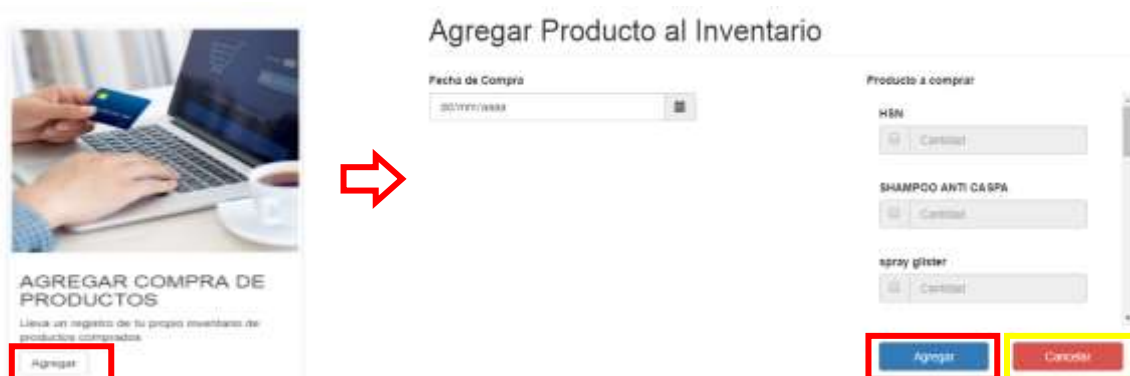 Agregar Producto al Inventario
Fecha de Compra
dd/mm/aaaa
Producto a comprar
HSN
Cantidad
SHAMPOO ANTI CASPA
Cantidad
spray glister
Cantidad
Agregar
Cancelar
AGREGAR COMPRA DE
PRODUCTOS
Lleva un registro de tu propio inventario de
productos comprados
Agregar